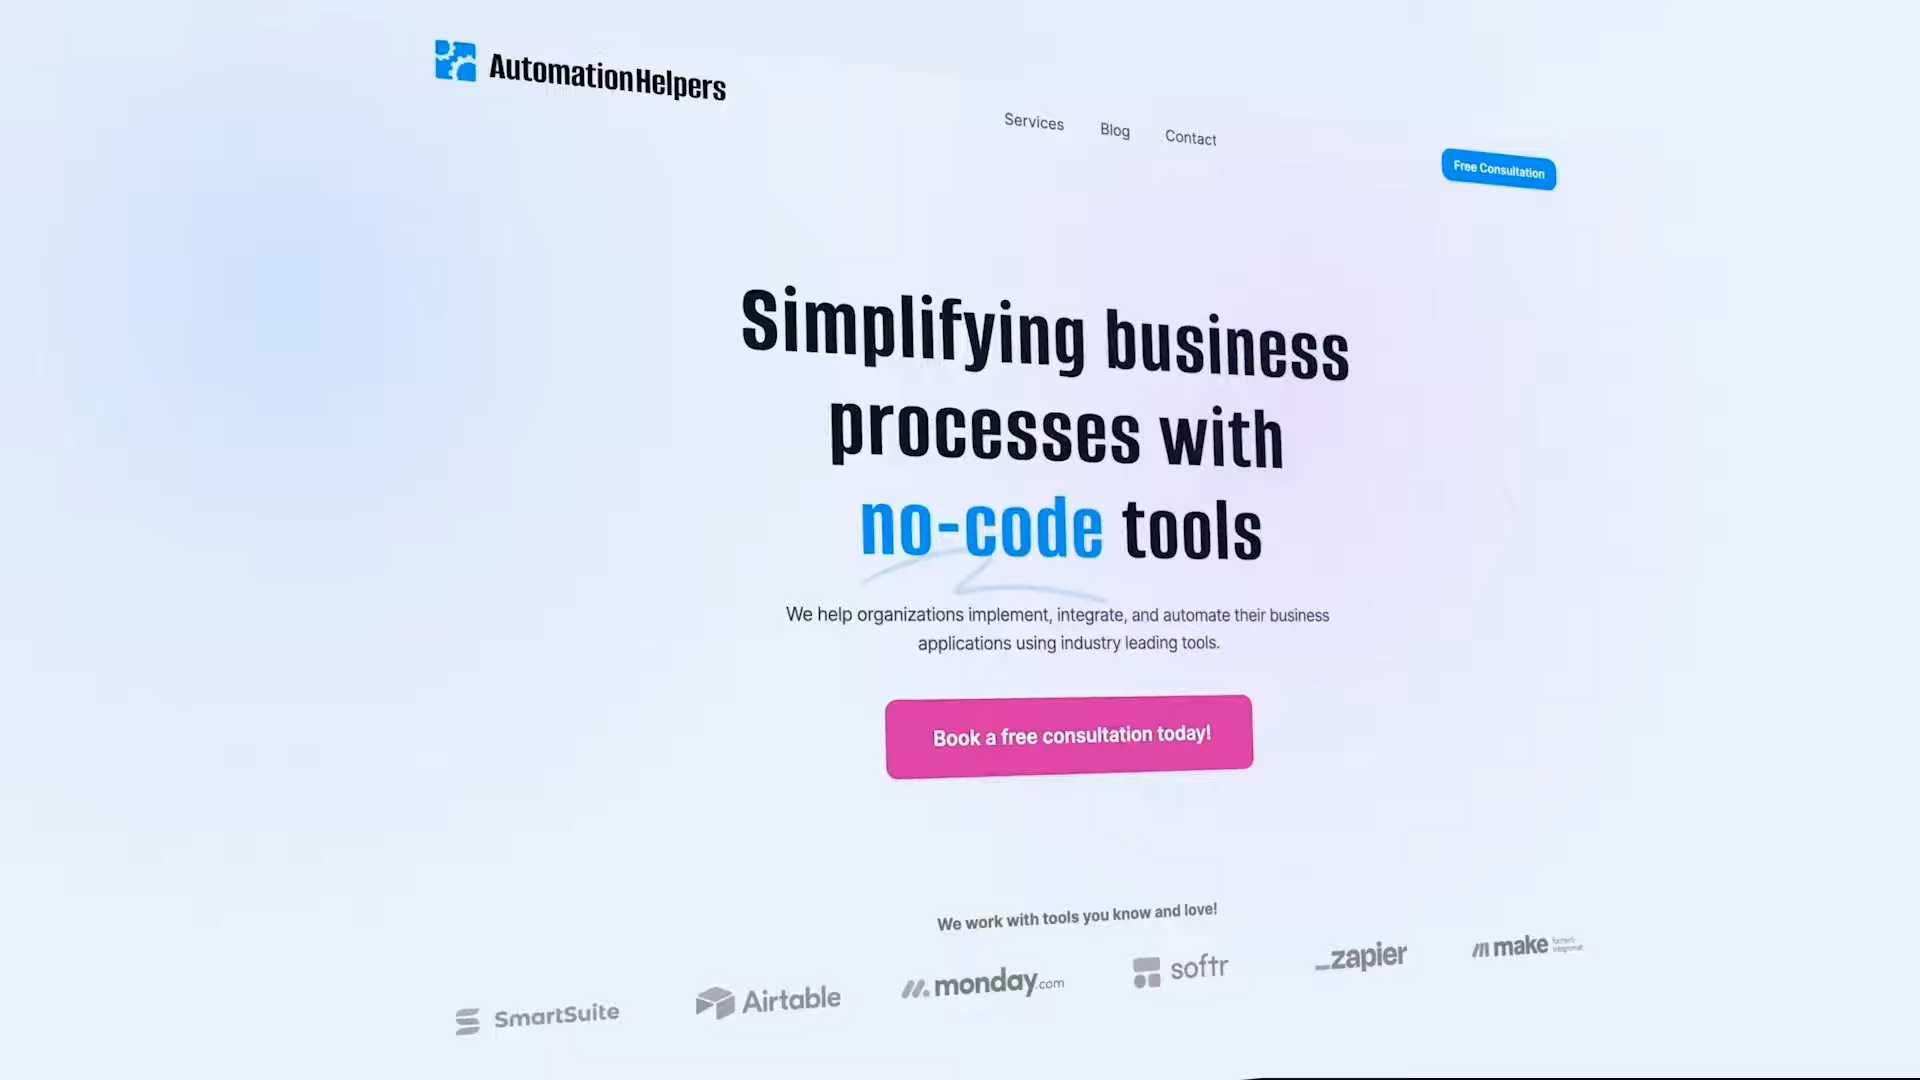 AutomationHelpers
Services
Blog
Contact
Free Consultation
Simplifying business
processes with
no-code tools
We help organizations implement, integrate, and automate their business
applications using industry leading tools.
Book a free consultation today!
We work with tools you know and love!
SmartSuite
Airtable
monday.com
softr
_zapier
make